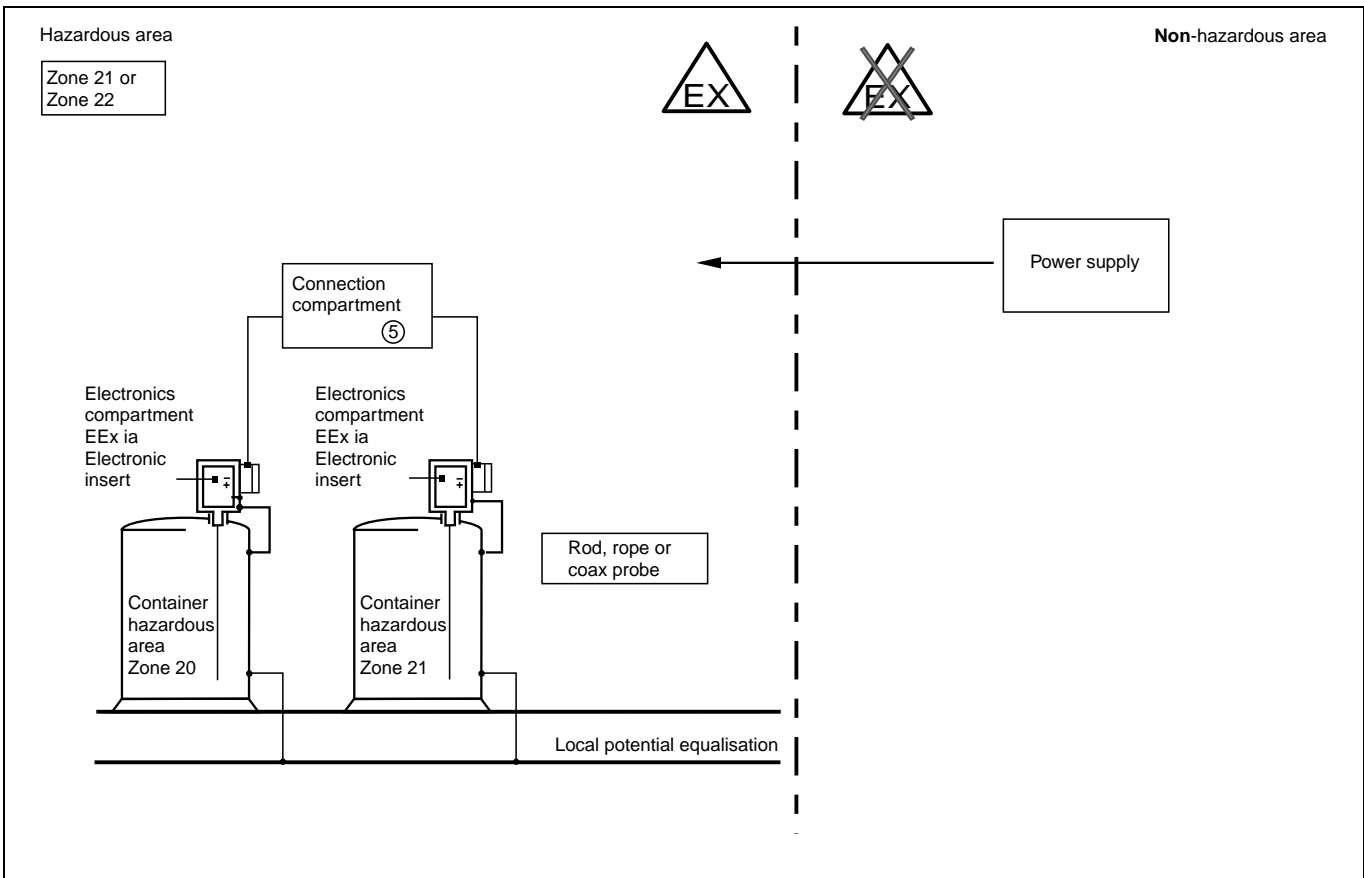 Hazardous area
Non-hazardous area
Zone 21 or
Zone 22
EX
EX
Power supply
Connection
compartment
⑤
Electronics
compartment
EEx ia
Electronic
insert
Electronics
compartment
EEx ia
Electronic
insert
–
+
–
+
Rod, rope or
coax probe
Container
hazardous
area
Zone 20
Container
hazardous
area
Zone 21
Local potential equalisation